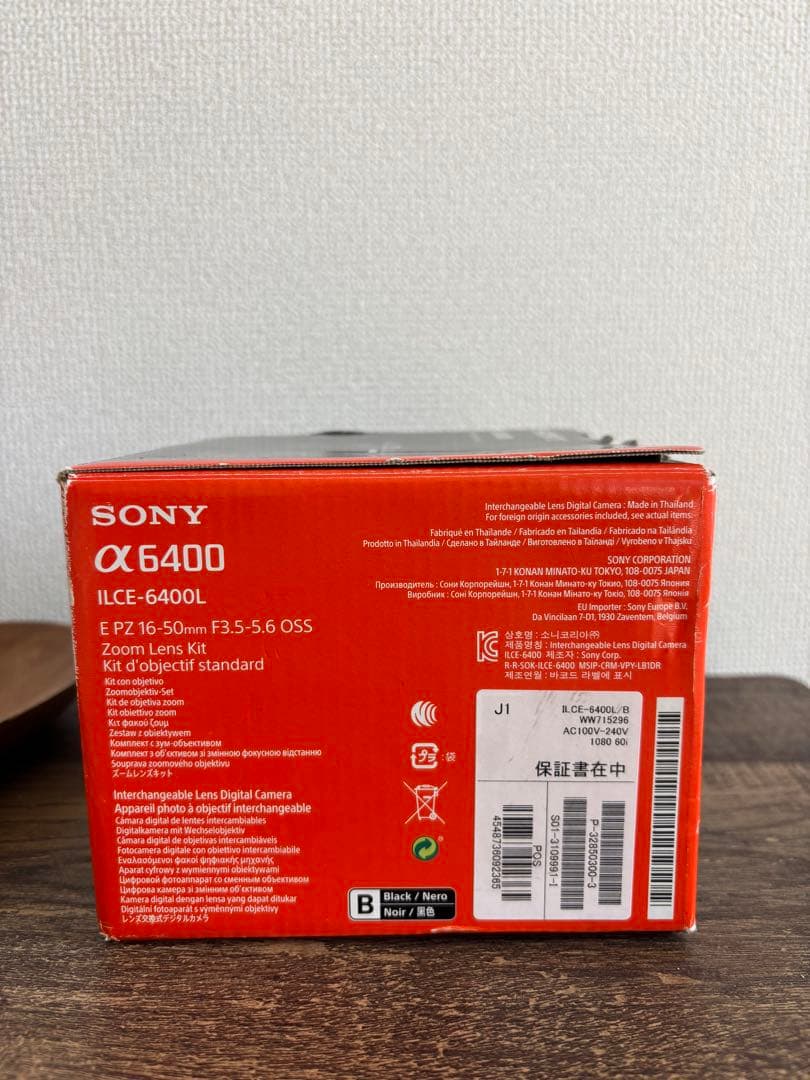 SONY
α6400
ILCE-6400L
E PZ 16-50mm F3.5-5.6 OSS
Zoom Lens Kit
Kit d'objectif standard
Kit con objetivo
Zoomobjektiv-Set
Kit de objetiva zoom
Kit obiettivo zoom
Κιτ φακού ζουμ
Zestaw z obiektywem
Комплект с зум-объективом
Комплект з об'єктивом зі змінною фокусною відстанню
Souprava zoomového objektivu
ズームレンズキット
Interchangeable Lens Digital Camera
Appareil photo à objectif interchangeable
Cámara digital de lentes intercambiables
Digitalkamera mit Wechselobjektiv
Câmara digital de objetivas intercambiáveis
Fotocamera digitale con obiettivo intercambiabile
Εναλασόμενοι φακοί ψηφιακής μηχανής
Aparat cyfrowy z wymiennymi obiektywami
Цифровой фотоаппарат со сменным объективом
Цифрова камера зі змінним об'єктивом
Kamera digital dengan lensa yang dapat ditukar
Digitální fotoaparát s výměnnými objektivy
レンズ交換式デジタルカメラ
Interchangeable Lens Digital Camera : Made in Thailand
For foreign origin accessories included, see actual items.
Fabriqué en Thaïlande / Fabricado en Tailandia / Fabricado na Tailândia
Prodotto in Thailandia / Сделано в Таиланде / Виготовлено в Таїланді / Vyrobeno v Thajsku
SONY CORPORATION
1-7-1 KONAN MINATO-KU TOKYO, 108-0075 JAPAN
Производитель : Сони Корпорейшн, 1-7-1 Конан Минато-ку Токио, 108-0075 Япония
Виробник : Соні Корпорейшн, 1-7-1 Конан Мінато-ку Токіо, 108-0075 Японія
EU Importer : Sony Europe B.V.
Da Vincilaan 7-D1, 1930 Zaventem, Belgium
상호명 : 소니코리아㈜
제품명칭 : Interchangeable Lens Digital Camera
ILCE-6400 제조자 : Sony Corp.
R-R-SOK-ILCE-6400 MSIP-CRM-VPY-LB1DR
제조연월 : 바코드 라벨에 표시
プラ : 袋
B Black / Nero
Noir / 黒色
J1
ILCE-6400L/B
WW715296
AC100V-240V
1080 60i
保証書在中
POS
4548736092365
S01-3109991-I
P-32850300-3